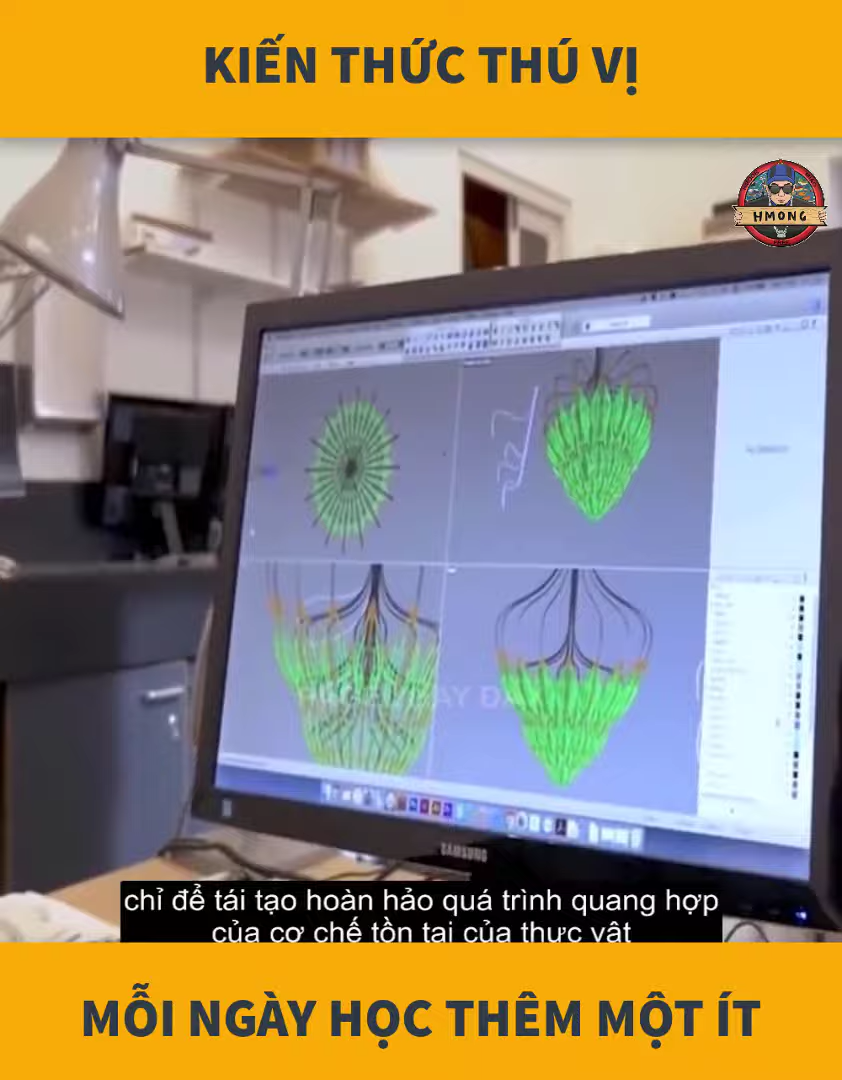 KIẾN THỨC THÚ VỊ
HMONG
SAMSUNG
chỉ để tái tạo hoàn hảo quá trình quang hợp
của cơ chế tồn tại của thực vật
MỖI NGÀY HỌC THÊM MỘT ÍT